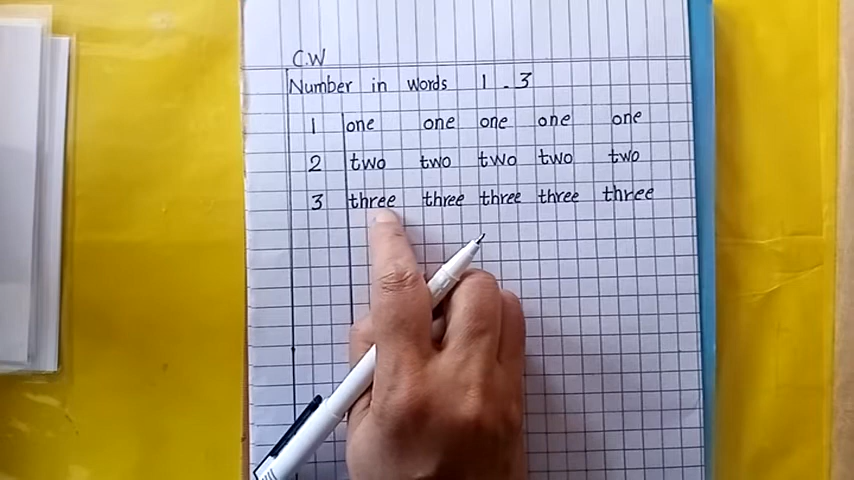 C.W
Number in words 1 - 3
1 one one one one one
2 two two two two two
3 three three three three three